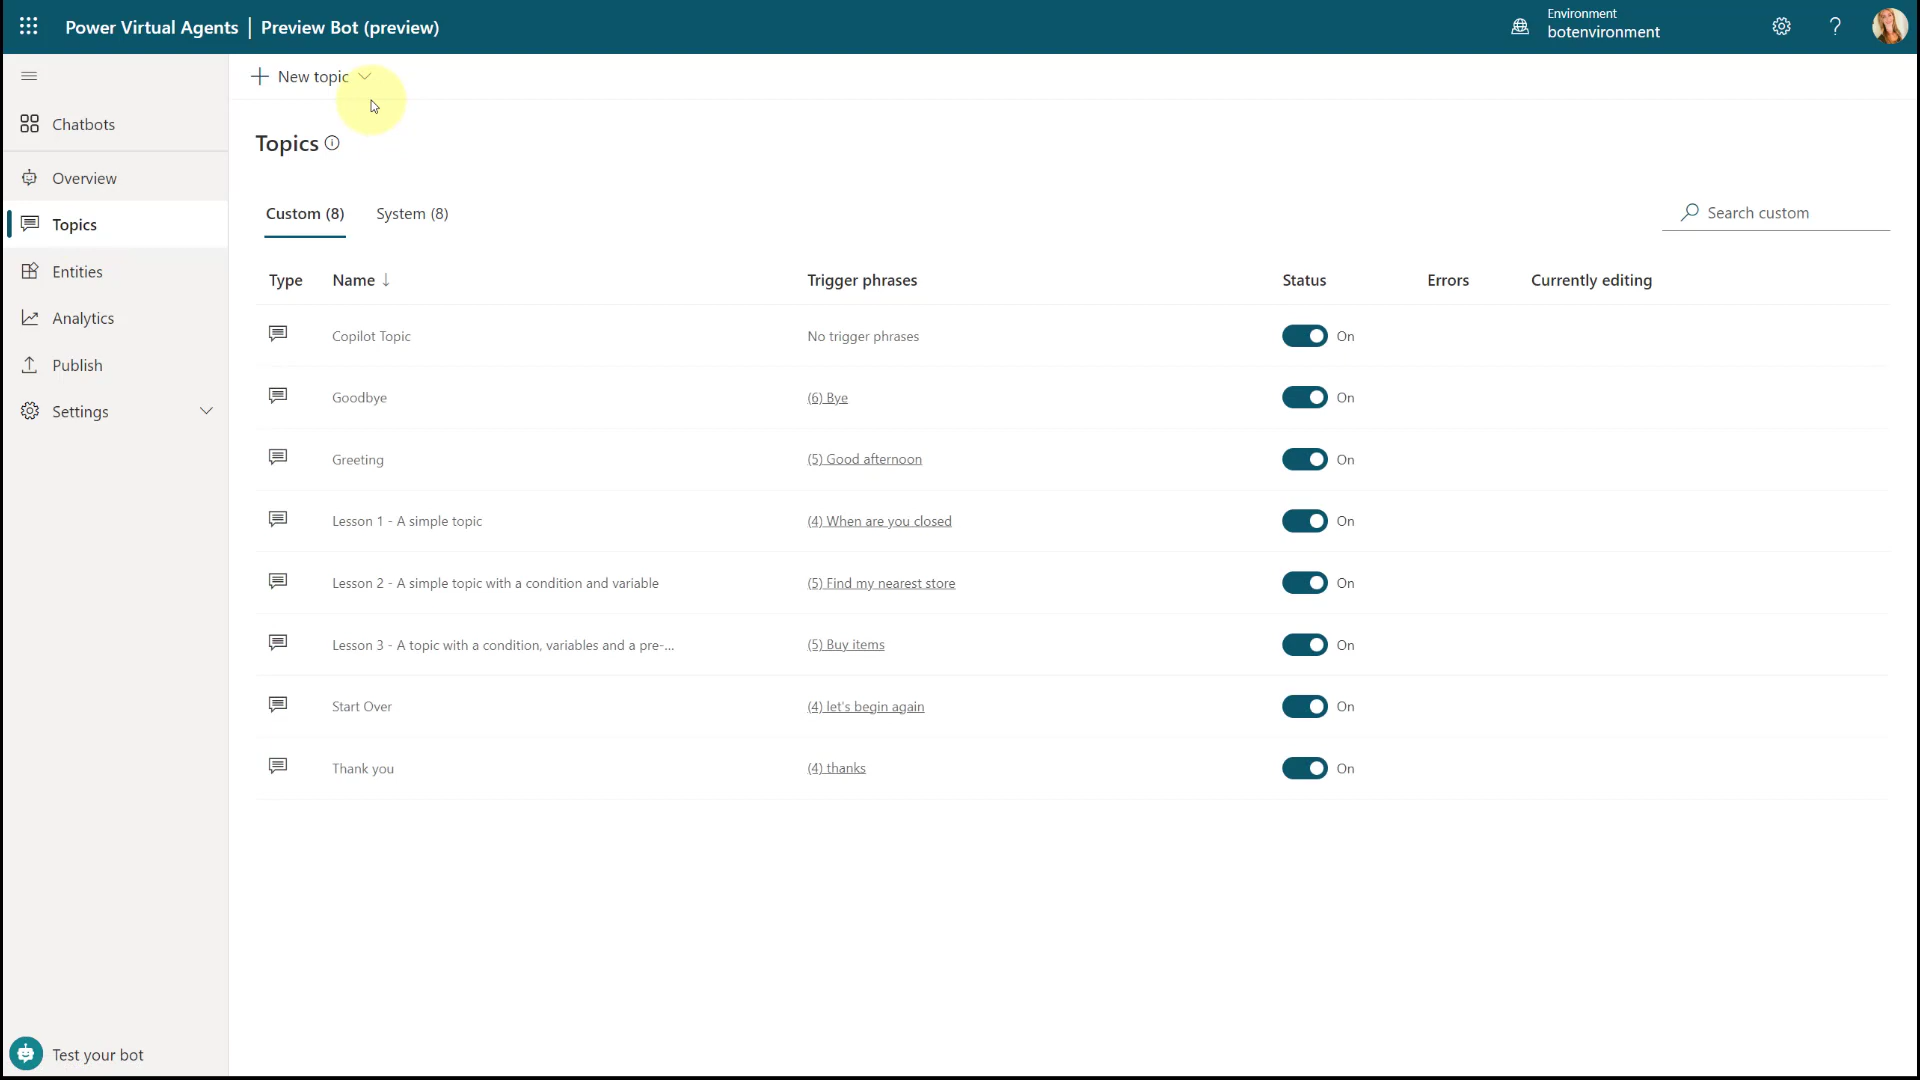 Power Virtual Agents | Preview Bot (preview)
Environment
botenvironment
New topic
Chatbots
Overview
Topics
Entities
Analytics
Publish
Settings
Test your bot
Topics
Custom (8) System (8)
Search custom
Type Name ↓ Trigger phrases Status Errors Currently editing
Copilot Topic No trigger phrases On
Goodbye (6) Bye On
Greeting (5) Good afternoon On
Lesson 1 - A simple topic (4) When are you closed On
Lesson 2 - A simple topic with a condition and variable (5) Find my nearest store On
Lesson 3 - A topic with a condition, variables and a pre-... (5) Buy items On
Start Over (4) let's begin again On
Thank you (4) thanks On